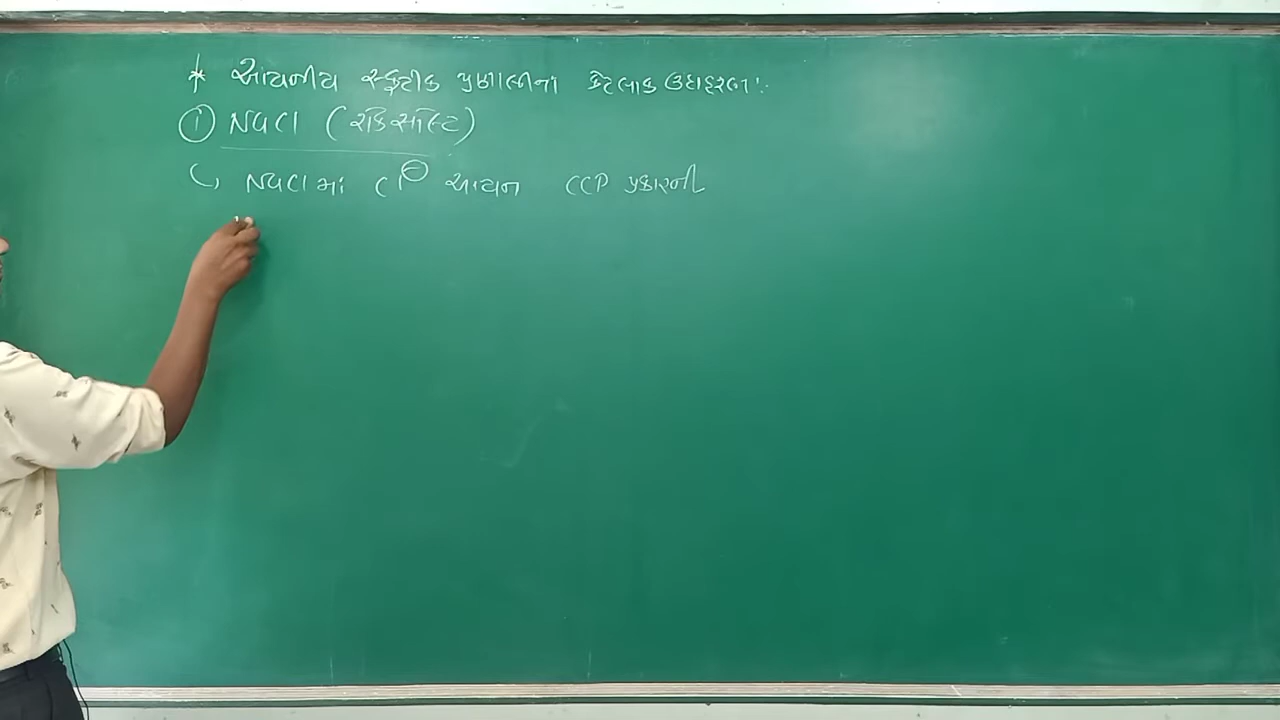 * આયનીય સ્ફટીક પ્રણાલીના કેટલાક ઉદાહરણ :
① NaCl (રોકસોલ્ટ)
↳ NaCl માં Cl⊖ આયન CCP પ્રકારની